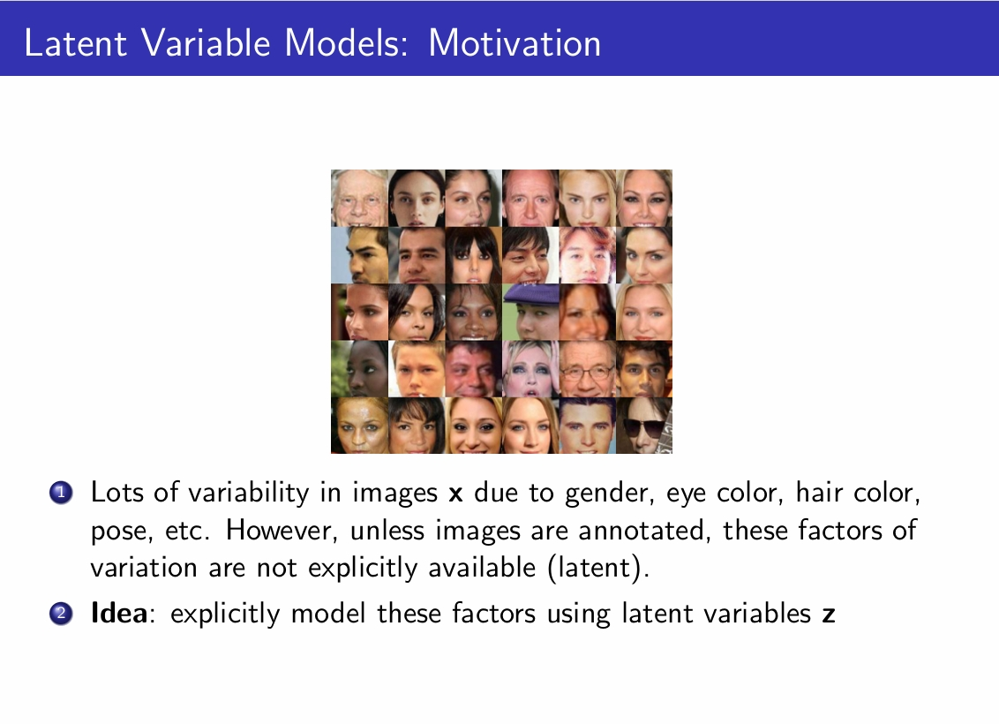 Latent Variable Models: Motivation
1 Lots of variability in images x due to gender, eye color, hair color,
pose, etc. However, unless images are annotated, these factors of
variation are not explicitly available (latent).
2 Idea: explicitly model these factors using latent variables z